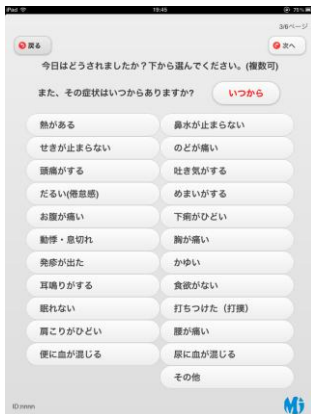 iPad 19:45 75%
3/6ページ
戻る 次へ
今日はどうされましたか？下から選んでください。(複数可)
また、その症状はいつからありますか？ いつから
熱がある 鼻水が止まらない
せきが止まらない のどが痛い
頭痛がする 吐き気がする
だるい(倦怠感) めまいがする
お腹が痛い 下痢がひどい
動悸・息切れ 胸が痛い
発疹が出た かゆい
耳鳴りがする 食欲がない
眠れない 打ちつけた（打撲）
肩こりがひどい 腰が痛い
便に血が混じる 尿に血が混じる
その他